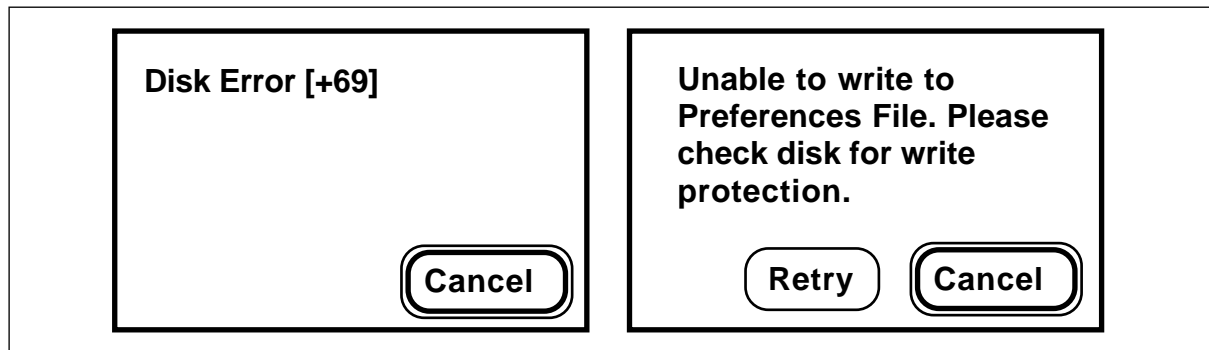 Disk Error [+69]
Cancel
Unable to write to
Preferences File. Please
check disk for write
protection.
Retry
Cancel